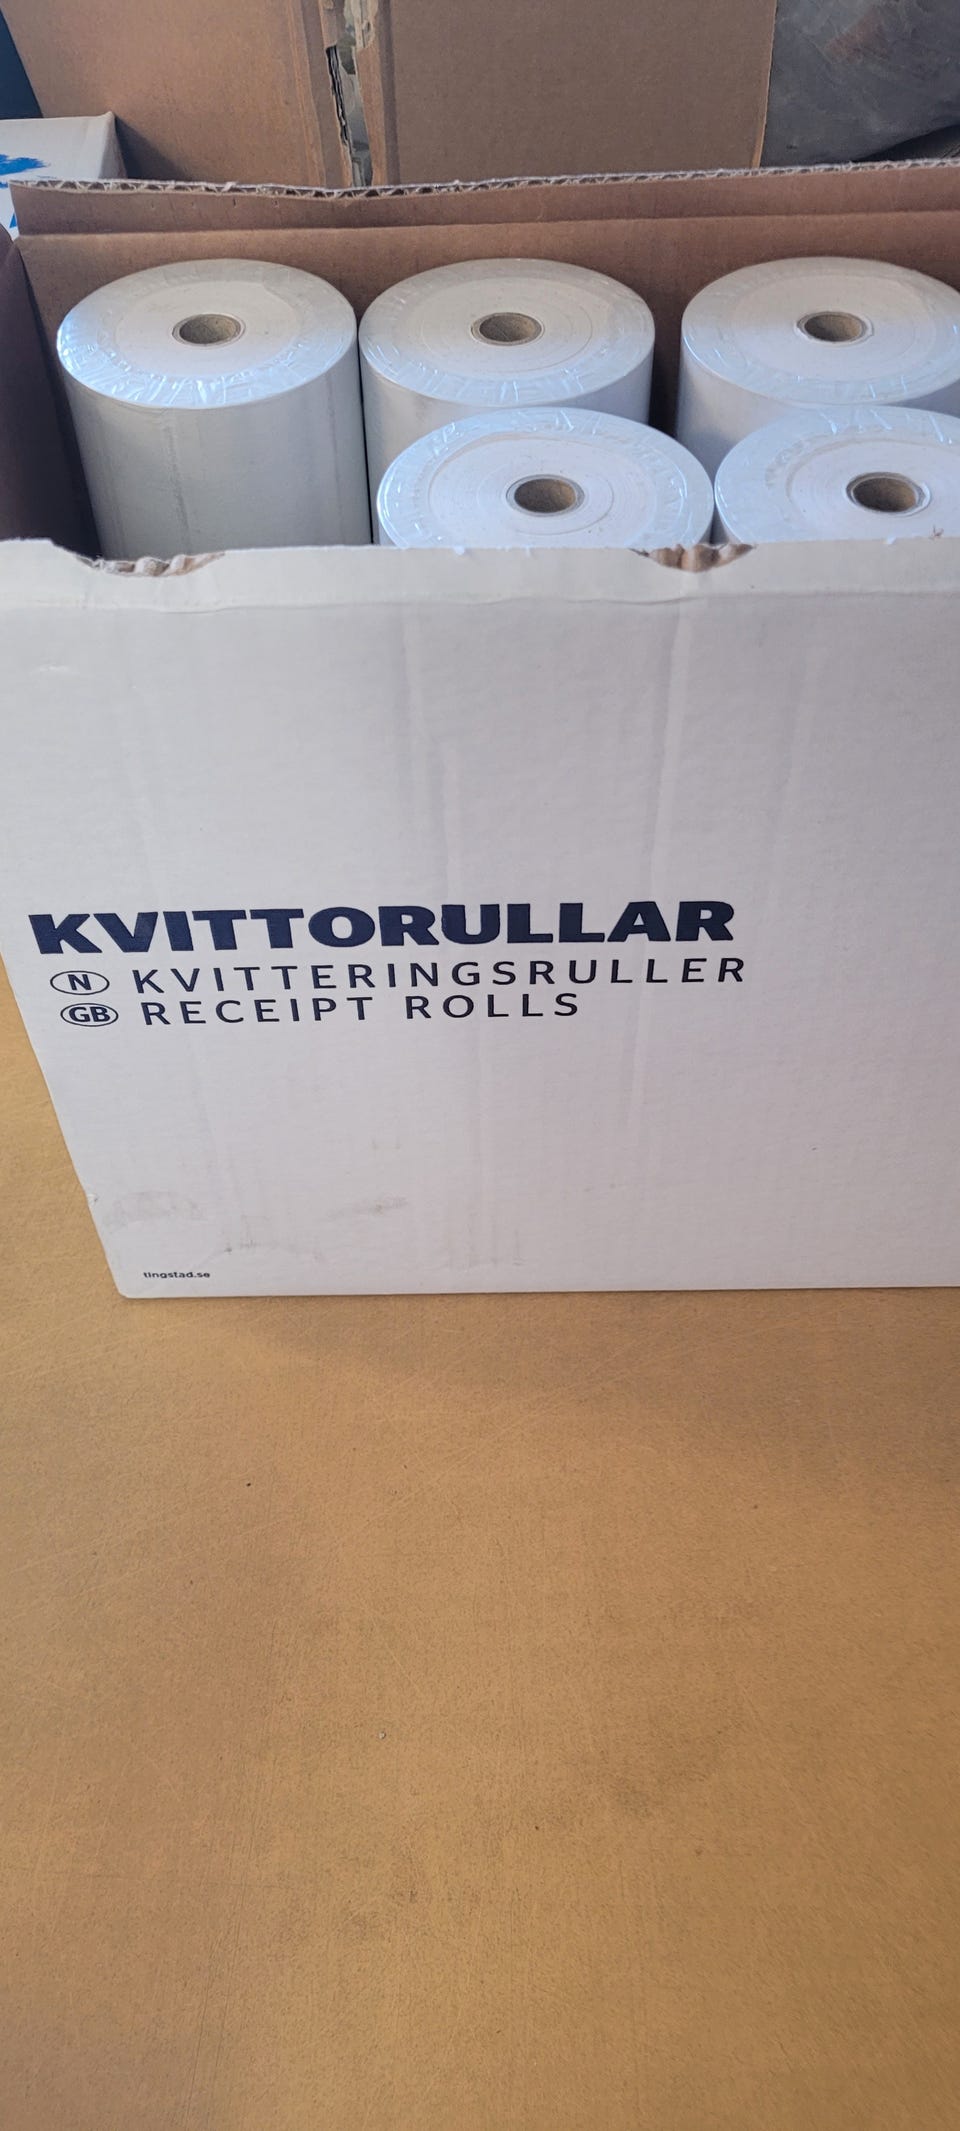 KVITTORULLAR
N KVITTERINGSRULLER
GB RECEIPT ROLLS
tingstad.se